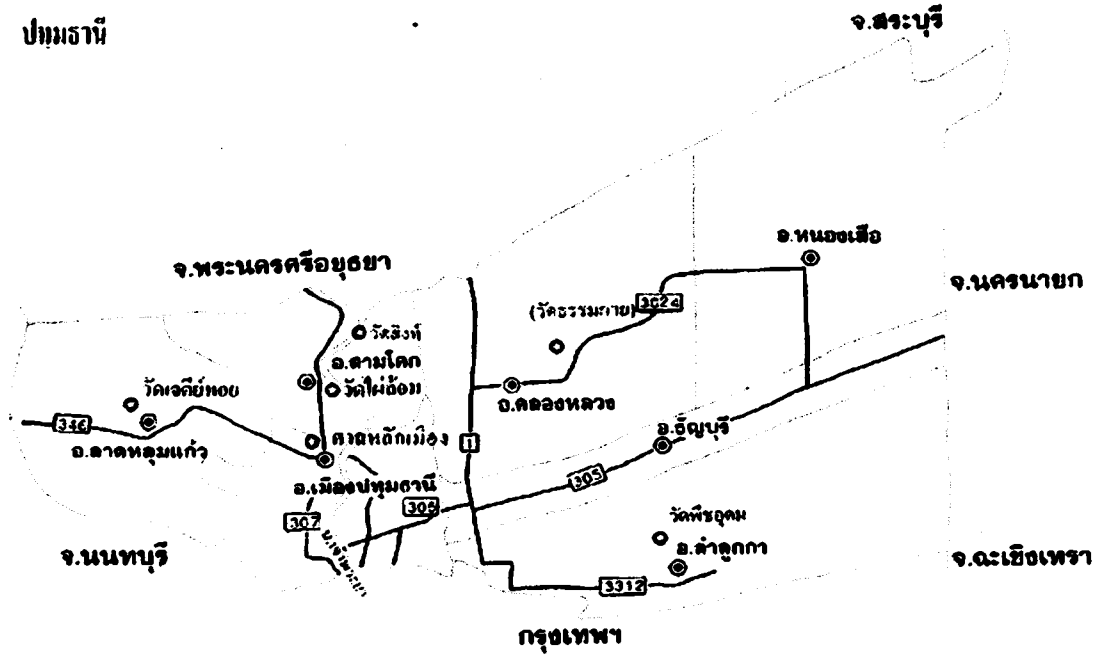 ปทุมธานี
จ.สระบุรี
อ.หนองเสือ
จ.พระนครศรีอยุธยา
จ.นครนายก
(วัดธรรมกาย)
3024
วัดสิงห์
อ.สามโคก
วัดเจดีย์หอย
วัดไผ่ล้อม
อ.คลองหลวง
346
ศาลหลักเมือง
1
อ.ธัญบุรี
อ.ลาดหลุมแก้ว
อ.เมืองปทุมธานี
305
306
307
วัดพืชอุดม
จ.นนทบุรี
อ.ลำลูกกา
จ.ฉะเชิงเทรา
3312
กรุงเทพฯ